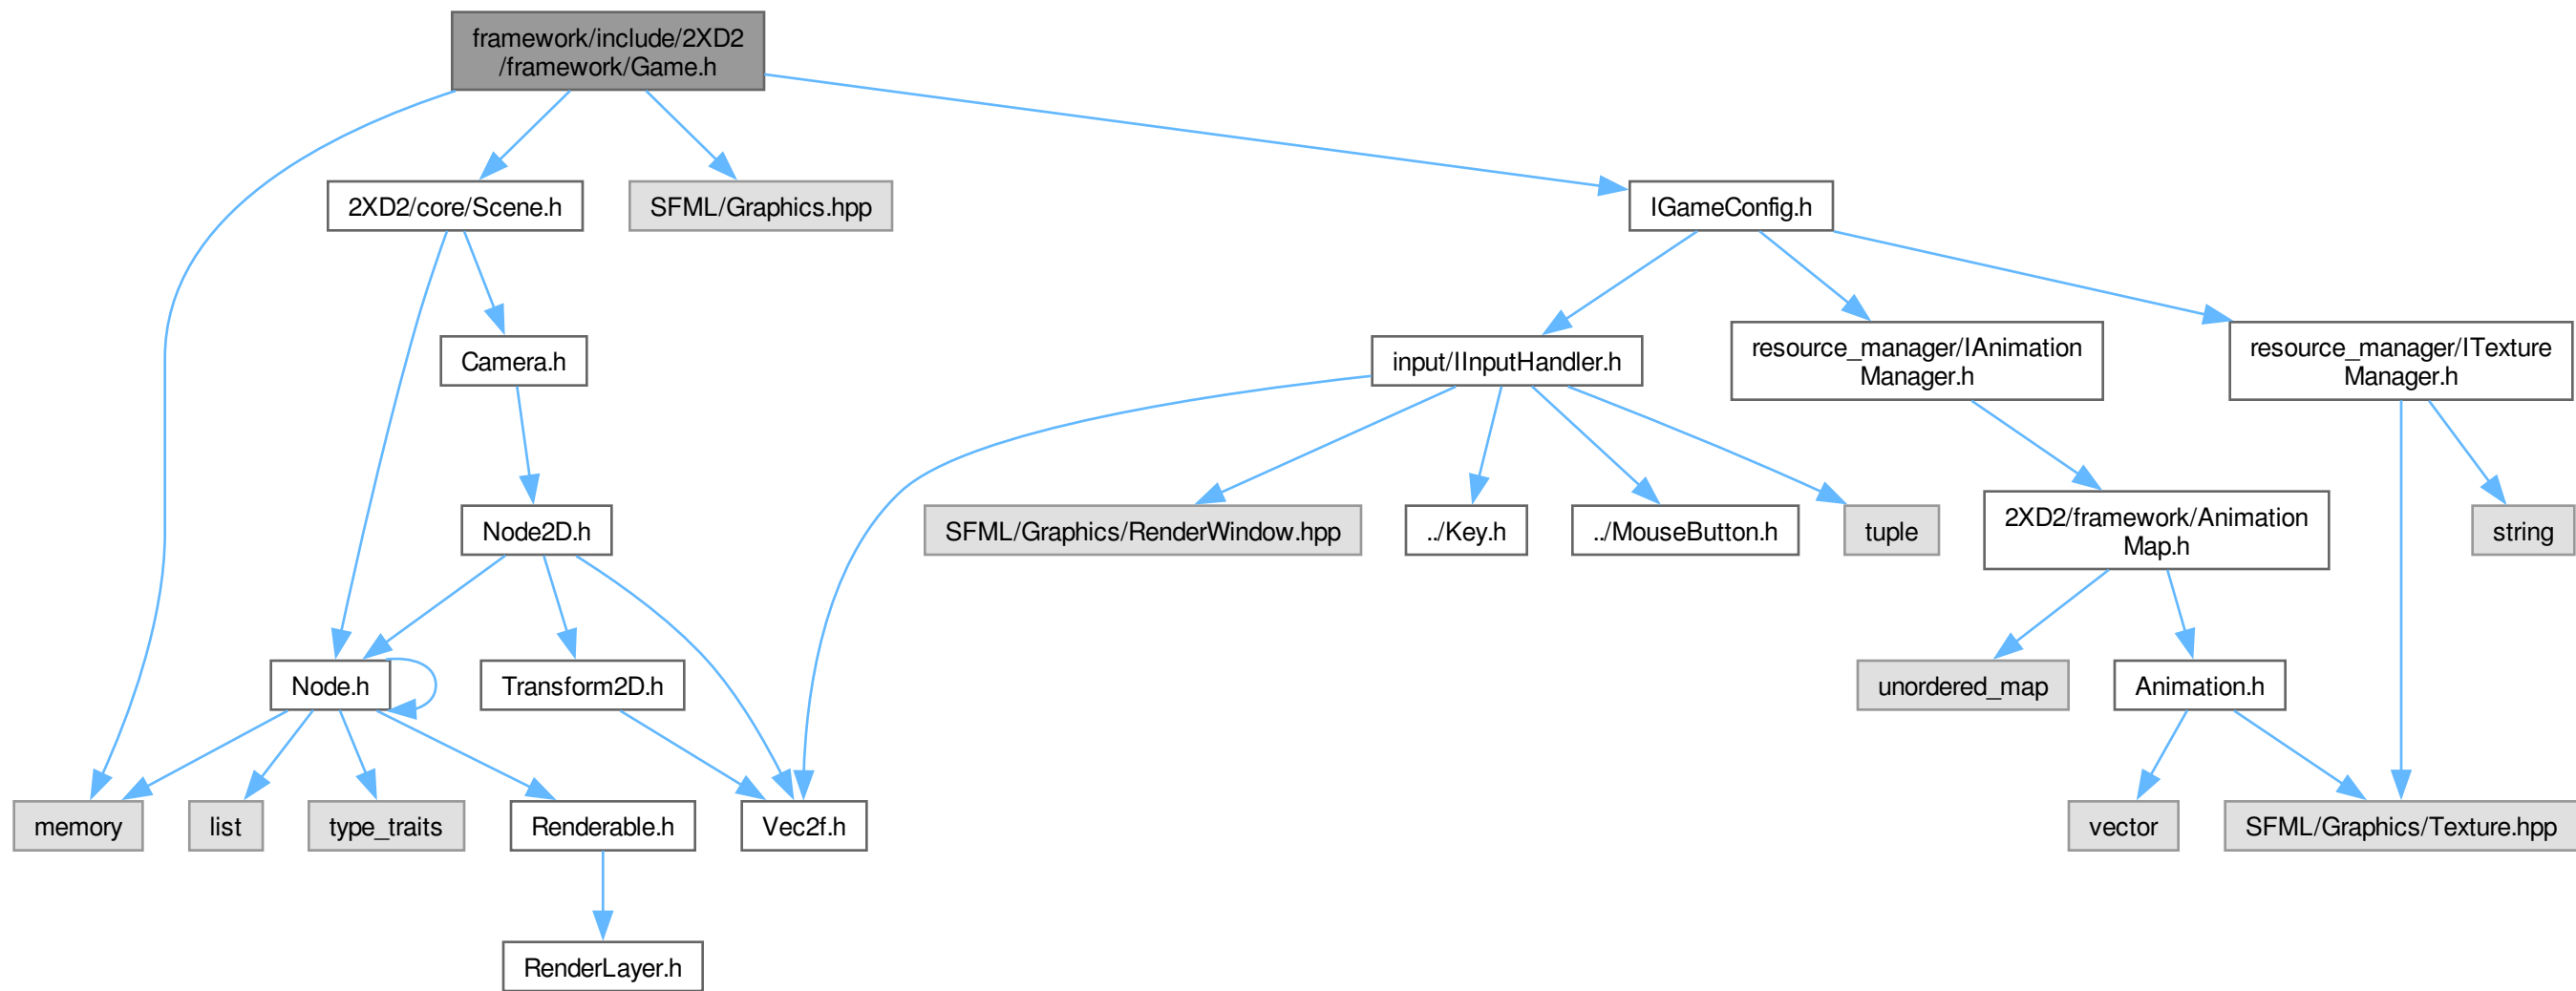 framework/include/2XD2
/framework/Game.h
2XD2/core/Scene.h
SFML/Graphics.hpp
IGameConfig.h
Camera.h
input/IInputHandler.h
resource_manager/IAnimation
Manager.h
resource_manager/ITexture
Manager.h
Node2D.h
SFML/Graphics/RenderWindow.hpp
../Key.h
../MouseButton.h
tuple
2XD2/framework/Animation
Map.h
string
Node.h
Transform2D.h
unordered_map
Animation.h
memory
list
type_traits
Renderable.h
Vec2f.h
vector
SFML/Graphics/Texture.hpp
RenderLayer.h